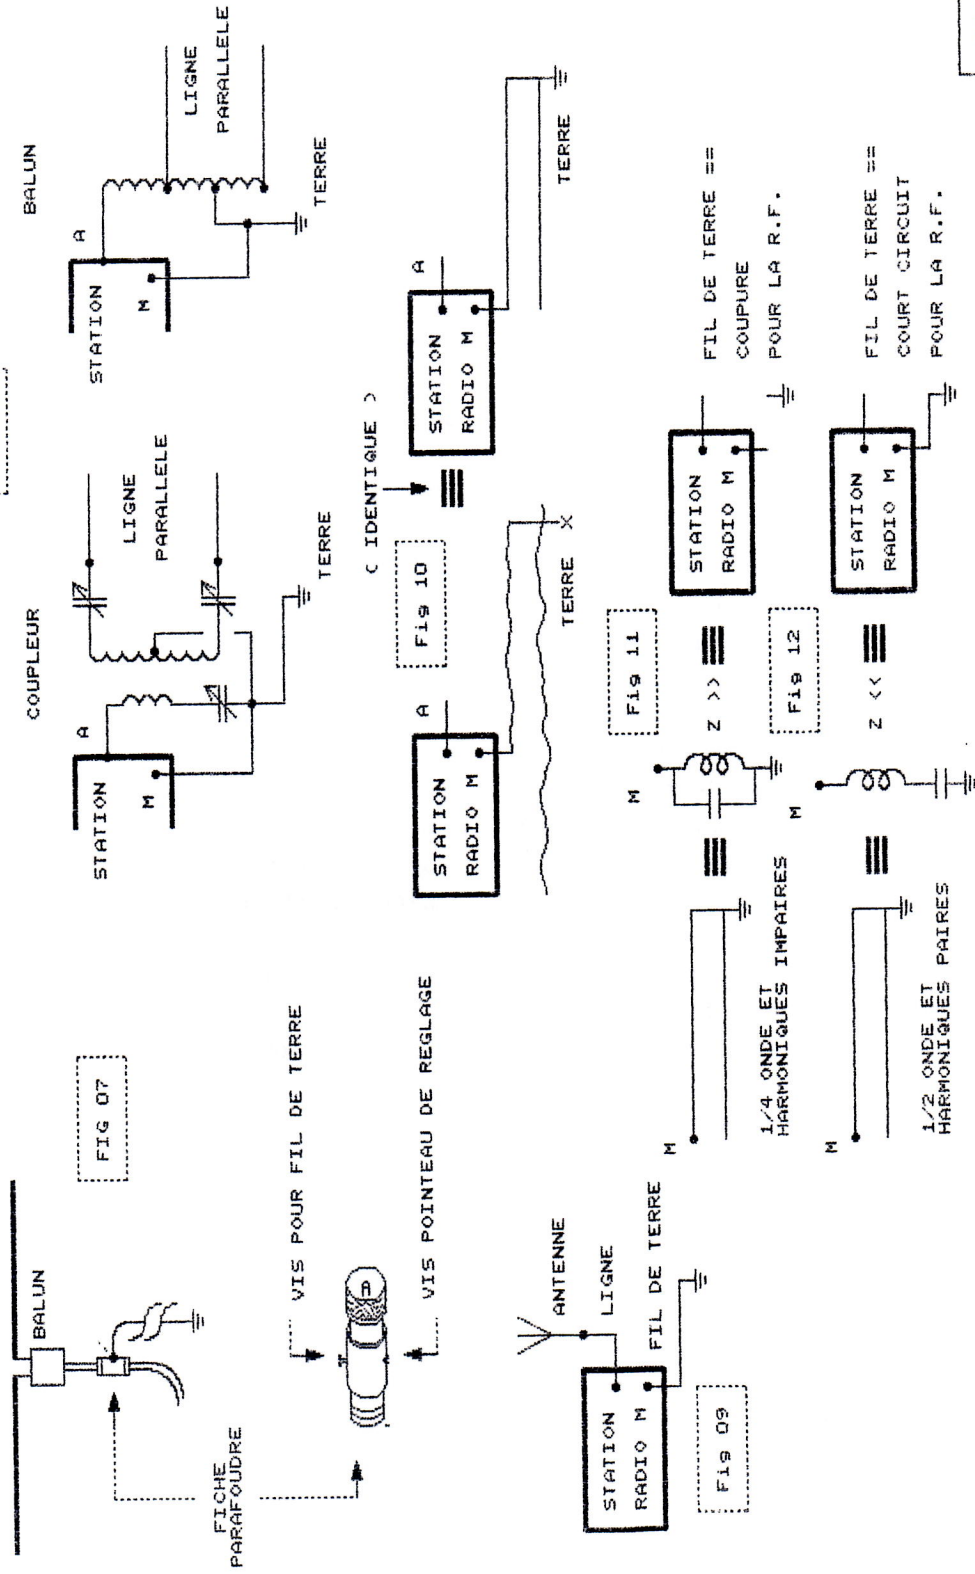 BALUN
FIG 07
FICHE
PARAFOUDRE
VIS POUR FIL DE TERRE
A
VIS POINTEAU DE REGLAGE
COUPLEUR
STATION
A
M
LIGNE
PARALLELE
TERRE
BALUN
STATION
A
M
LIGNE
PARALLELE
TERRE
ANTENNE
LIGNE
STATION
RADIO M
FIL DE TERRE
Fig 09
Fig 10
( IDENTIQUE )
STATION
RADIO M
A
TERRE
X
STATION
RADIO M
A
TERRE
Fig 11
M
1/4 ONDE ET
HARMONIQUES IMPAIRES
M
Z >>
STATION
RADIO M
FIL DE TERRE ==
COUPURE
POUR LA R.F.
Fig 12
M
1/2 ONDE ET
HARMONIQUES PAIRES
M
Z <<
STATION
RADIO M
FIL DE TERRE ==
COURT CIRCUIT
POUR LA R.F.